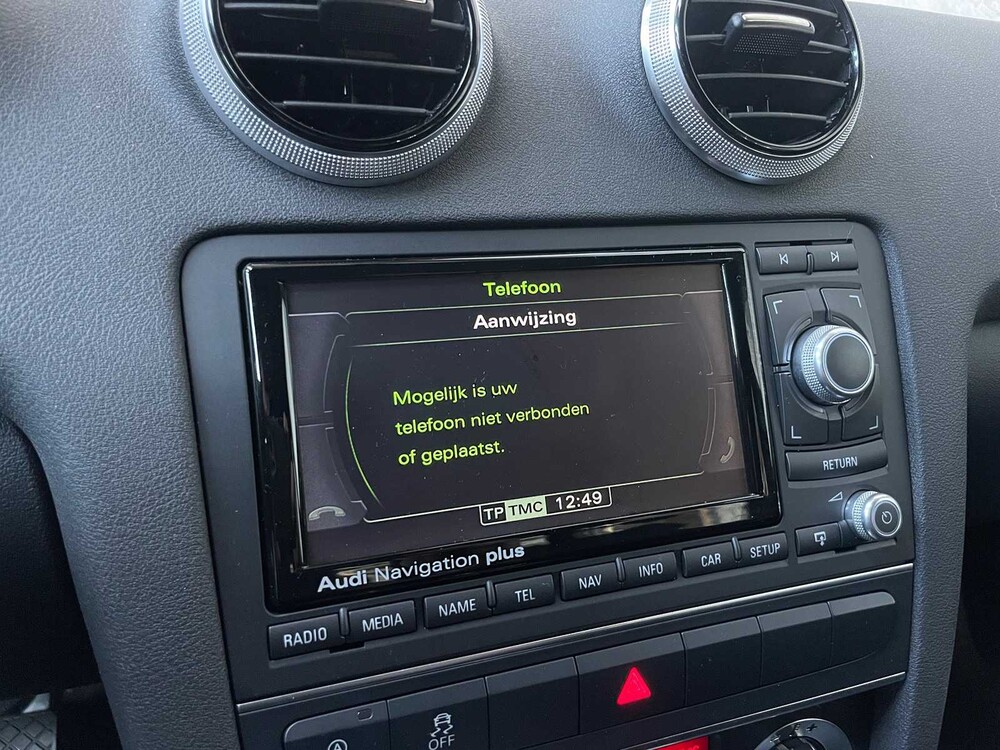 Telefoon
Aanwijzing
Mogelijk is uw
telefoon niet verbonden
of geplaatst.
TP TMC 12:49
Audi Navigation plus
RETURN
RADIO MEDIA NAME TEL NAV INFO CAR SETUP
A OFF